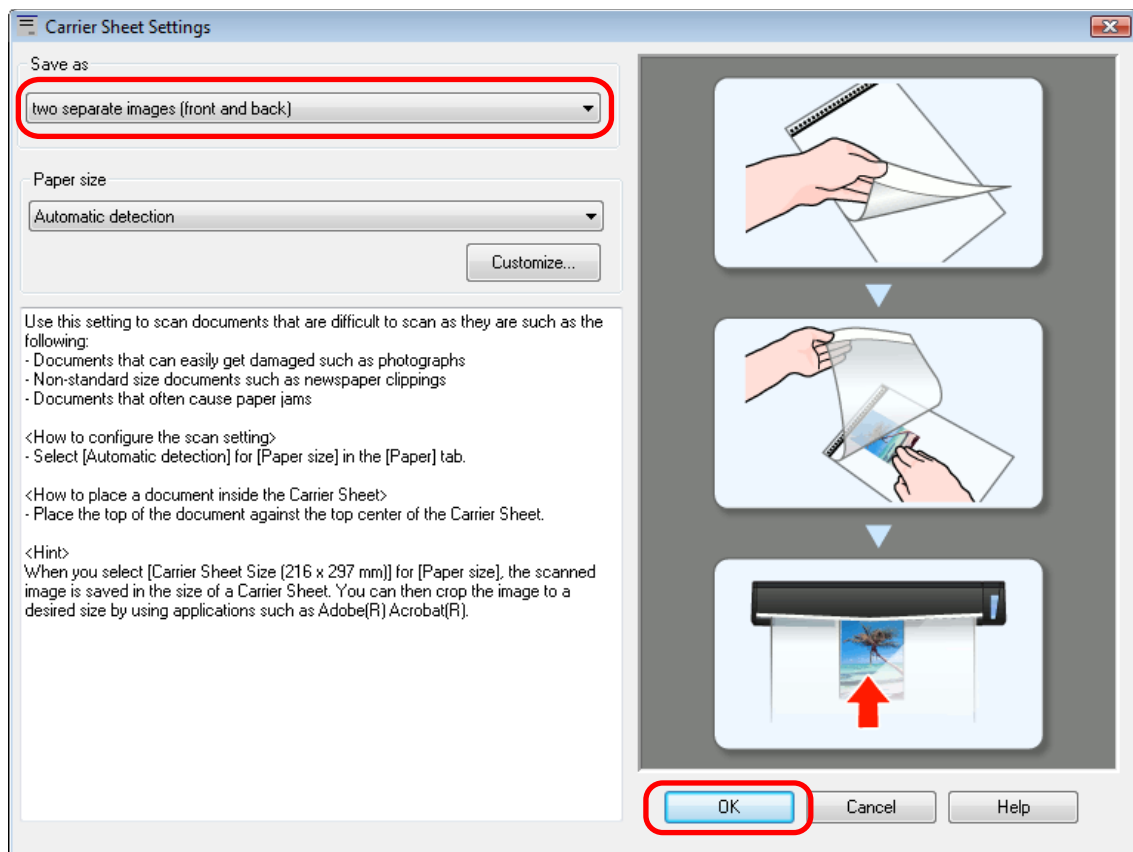 Carrier Sheet Settings
Save as
two separate images (front and back)
Paper size
Automatic detection
Customize...
Use this setting to scan documents that are difficult to scan as they are such as the
following:
- Documents that can easily get damaged such as photographs
- Non-standard size documents such as newspaper clippings
- Documents that often cause paper jams
<How to configure the scan setting>
- Select [Automatic detection] for [Paper size] in the [Paper] tab.
<How to place a document inside the Carrier Sheet>
- Place the top of the document against the top center of the Carrier Sheet.
<Hint>
When you select [Carrier Sheet Size (216 x 297 mm)] for [Paper size], the scanned
image is saved in the size of a Carrier Sheet. You can then crop the image to a
desired size by using applications such as Adobe(R) Acrobat(R).
OK
Cancel
Help